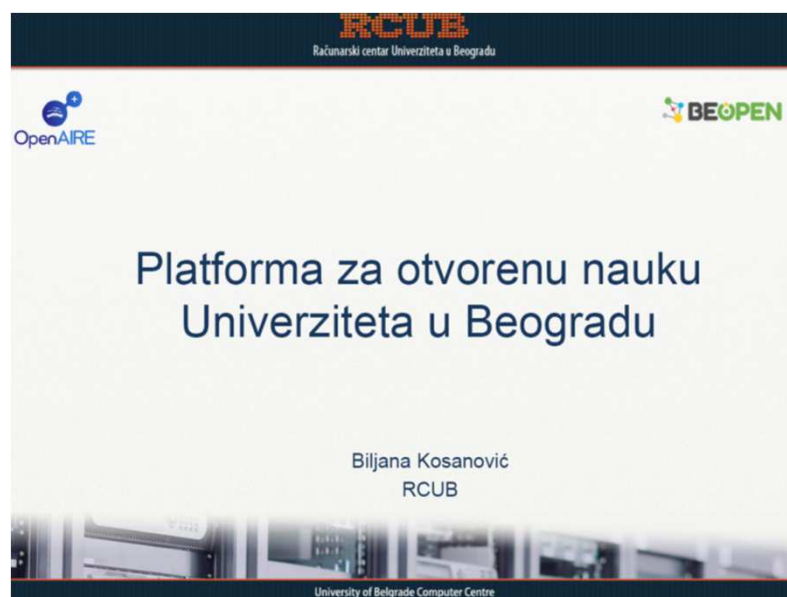 RCUB
Računarski centar Univerziteta u Beogradu
OpenAIRE
BEOPEN
Platforma za otvorenu nauku
Univerziteta u Beogradu
Biljana Kosanović
RCUB
University of Belgrade Computer Centre